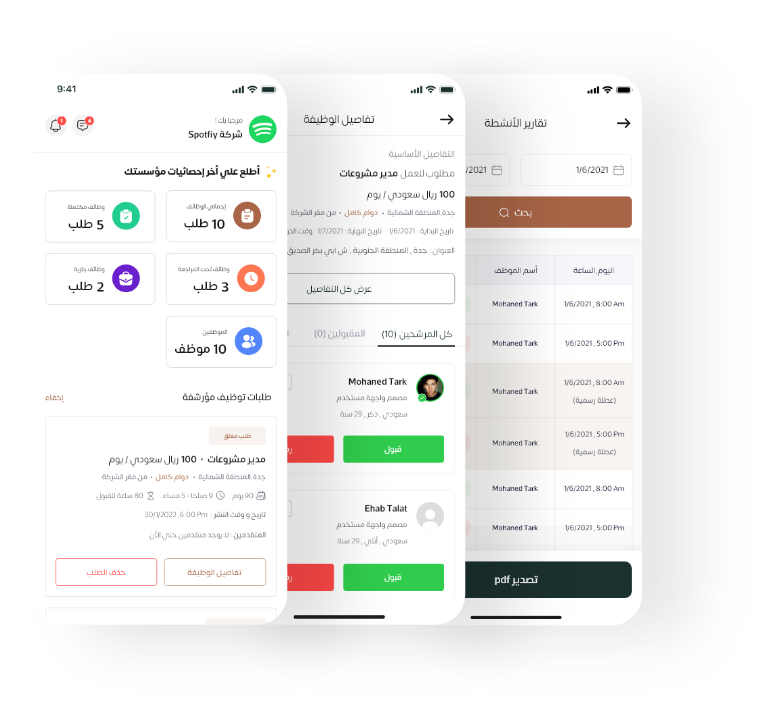 9:41
مرحبا بك !
شركة Spotfiy
4
1
أطلع علي أخر إحصائيات مؤسستك
إجمالي الوظائف
10 طلب
وظائف مكتملة
5 طلب
وظائف تحت المراجعة
3 طلب
وظائف جارية
2 طلب
الموظفين
10 موظف
طلبات توظيف مؤرشفة
إخفاء
طلب معلق
مدير مشروعات • 100 ريال سعودي / يوم
جدة,المنطقة الشمالية • دوام كامل • من مقر الشركة
90 يوم 9 صباحا - 5 مساء 80 ساعة للقبول
تاريخ و وقت النشر : 30/1/2022 ,6:00 Pm
المتقدمين : لا يوجد متقدمين حتي الأن
تفاصيل الوظيفة
حذف الطلب
تفاصيل الوظيفة
التفاصيل الأساسية
مطلوب للعمل مدير مشروعات
100 ريال سعودي / يوم
جدة,المنطقة الشمالية • دوام كامل • من مقر الشركة
تاريخ البداية : 1/6/2021 تاريخ النهاية : 1/7/2021
العنوان : جدة , المنطقة الجنوبية , ش ابي بكر الصديق
عرض كل التفاصيل
كل المرشحين (10)
المقبولين (0)
Mohaned Tark
مصمم واجهة مستخدم
سعودي , ذكر , 29 سنة
قبول
Ehab Talat
مصمم واجهة مستخدم
سعودي , أنثي , 29 سنة
قبول
تقارير الأنشطة
1/6/2021
/2021
بحث
اليوم,الساعة
أسم الموظف
1/6/2021 , 8:00 Am
Mohaned Tark
1/6/2021 , 5:00 Pm
Mohaned Tark
1/6/2021 , 8:00 Am
(عطلة رسمية)
Mohaned Tark
1/6/2021 , 5:00 Pm
(عطلة رسمية)
Mohaned Tark
1/6/2021 , 8:00 Am
Mohaned Tark
1/6/2021 , 5:00 Pm
Mohaned Tark
تصدير pdf